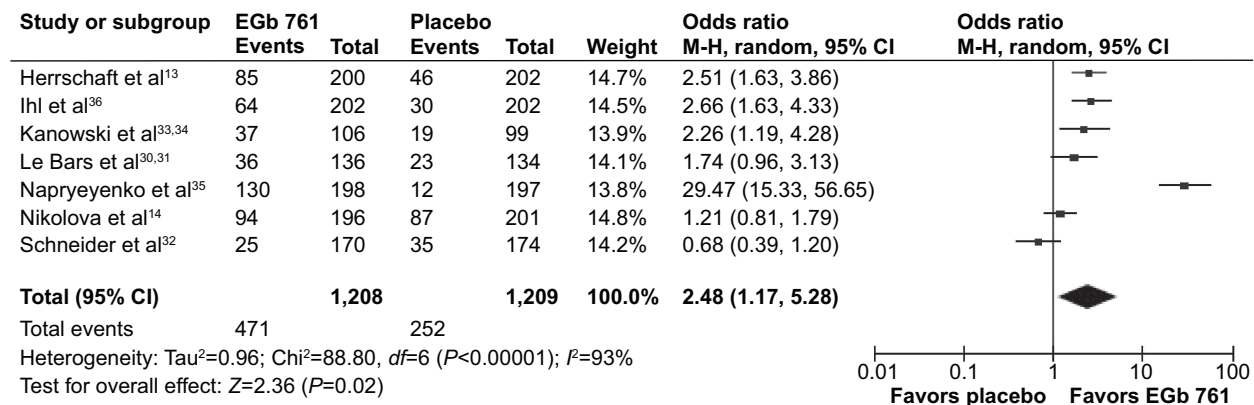 Study or subgroup EGb 761 Placebo Odds ratio Odds ratio
Events Total Events Total Weight M-H, random, 95% CI M-H, random, 95% CI
Herrschaft et al¹³ 85 200 46 202 14.7% 2.51 (1.63, 3.86)
Ihl et al³⁶ 64 202 30 202 14.5% 2.66 (1.63, 4.33)
Kanowski et al³³,³⁴ 37 106 19 99 13.9% 2.26 (1.19, 4.28)
Le Bars et al³⁰,³¹ 36 136 23 134 14.1% 1.74 (0.96, 3.13)
Napryeyenko et al³⁵ 130 198 12 197 13.8% 29.47 (15.33, 56.65)
Nikolova et al¹⁴ 94 196 87 201 14.8% 1.21 (0.81, 1.79)
Schneider et al³² 25 170 35 174 14.2% 0.68 (0.39, 1.20)
Total (95% CI) 1,208 1,209 100.0% 2.48 (1.17, 5.28)
Total events 471 252
Heterogeneity: Tau²=0.96; Chi²=88.80, df=6 (P<0.00001); I²=93%
Test for overall effect: Z=2.36 (P=0.02)
0.01 0.1 1 10 100
Favors placebo Favors EGb 761